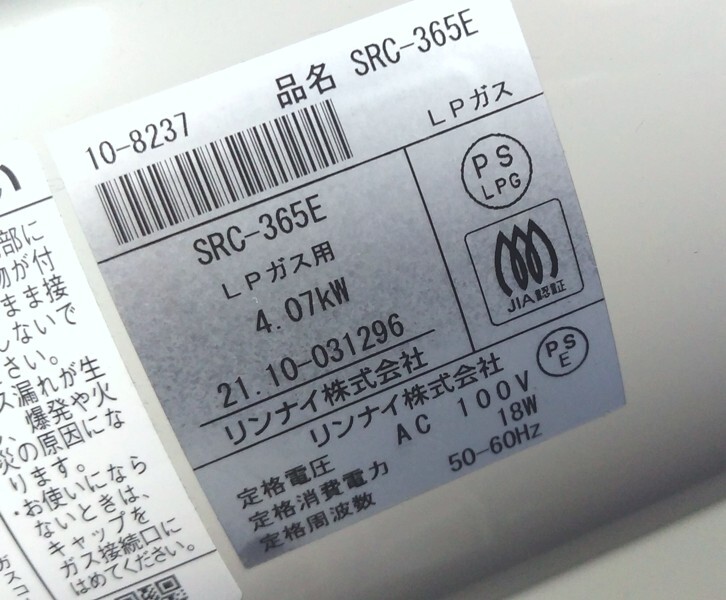 品名 SRC-365E
10-8237
LPガス
PS
LPG
JIA認証
SRC-365E
LPガス用
4.07kW
21.10-031296
リンナイ株式会社
PS
E
リンナイ株式会社
定格電圧 AC 100V
定格消費電力 18W
定格周波数 50-60Hz
部に
物が付
まま接
しないで
さい。
ス漏れが生
爆発や火
災の原因にな
ります。
・お使いになら
ないときは、
キャップを
ガス接続口に
はめてください。